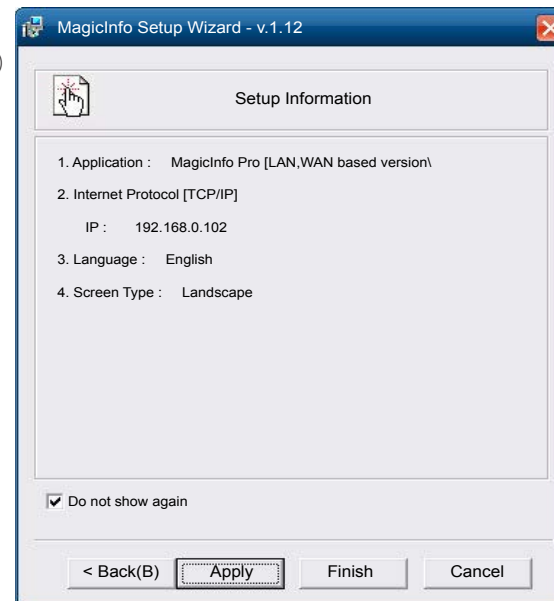 MagicInfo Setup Wizard - v.1.12
)
Setup Information
1. Application : MagicInfo Pro [LAN,WAN based version\
2. Internet Protocol [TCP/IP]
IP : 192.168.0.102
3. Language : English
4. Screen Type : Landscape
Do not show again
< Back(B) Apply Finish Cancel